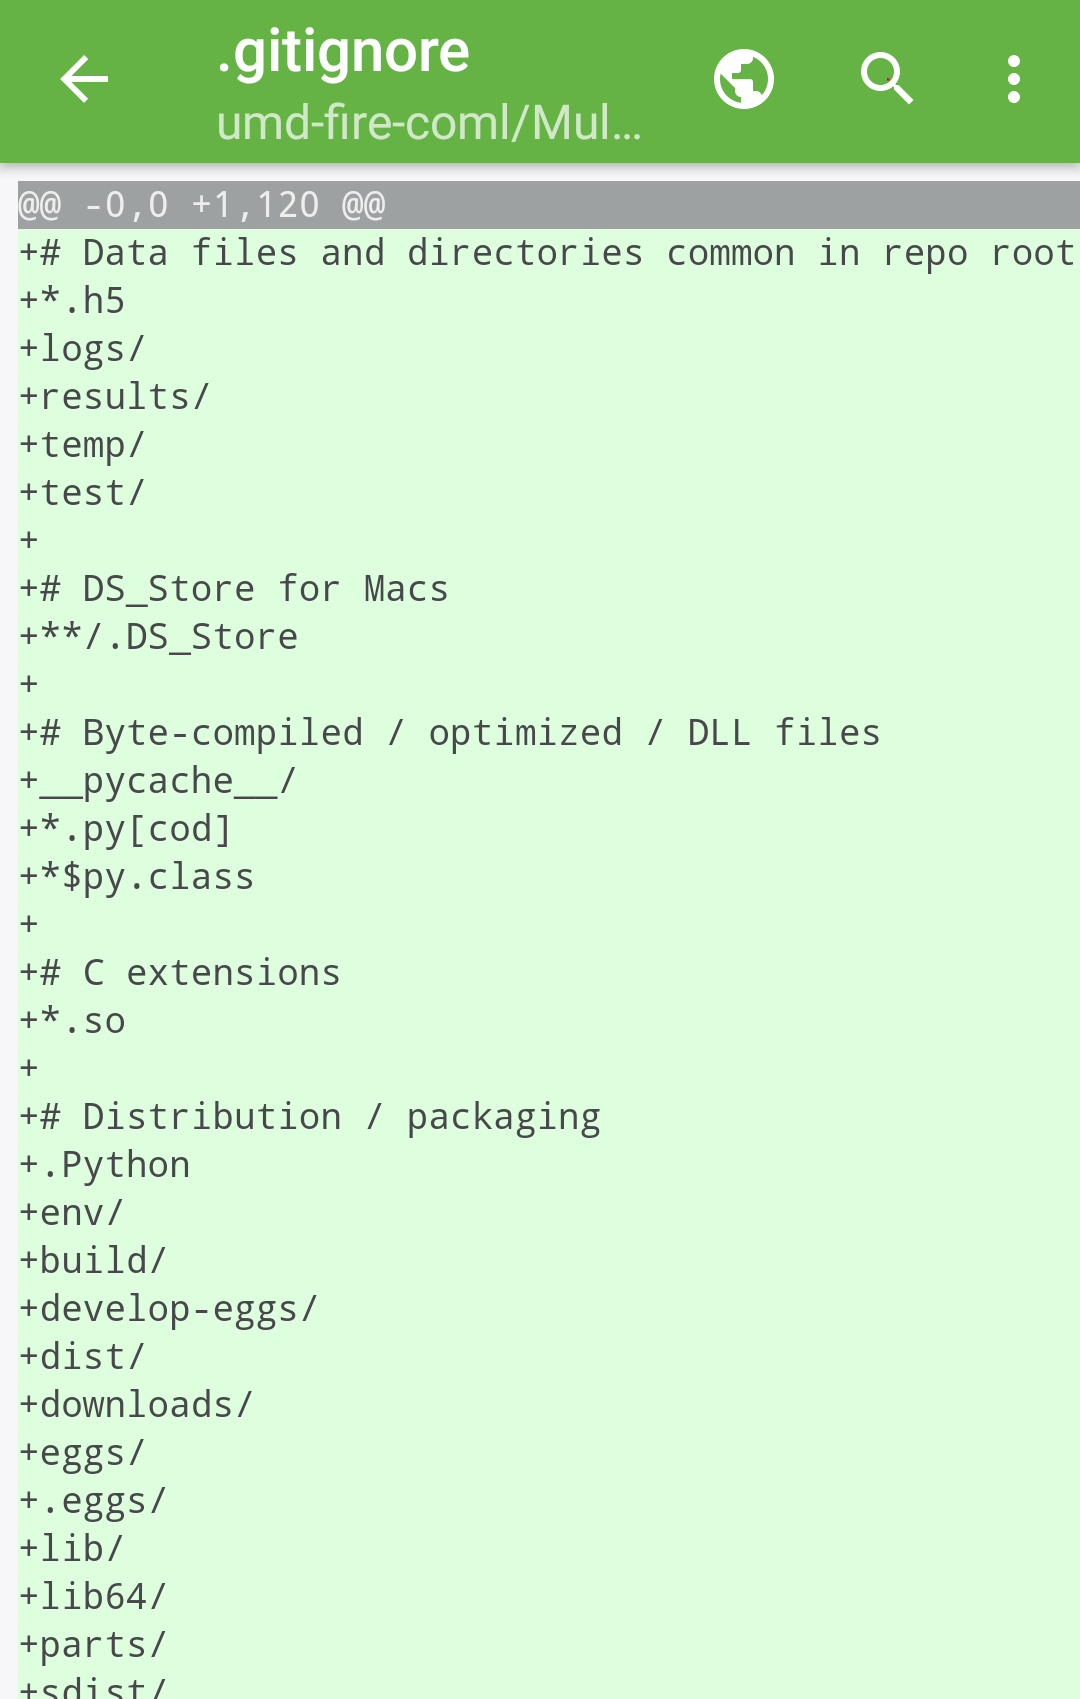 .gitignore
umd-fire-coml/Mul...
@@ -0,0 +1,120 @@
+# Data files and directories common in repo root
+*.h5
+logs/
+results/
+temp/
+test/
+
+# DS_Store for Macs
+**/.DS_Store
+
+# Byte-compiled / optimized / DLL files
+__pycache__/
+*.py[cod]
+*$py.class
+
+# C extensions
+*.so
+
+# Distribution / packaging
+.Python
+env/
+build/
+develop-eggs/
+dist/
+downloads/
+eggs/
+.eggs/
+lib/
+lib64/
+parts/
+sdist/